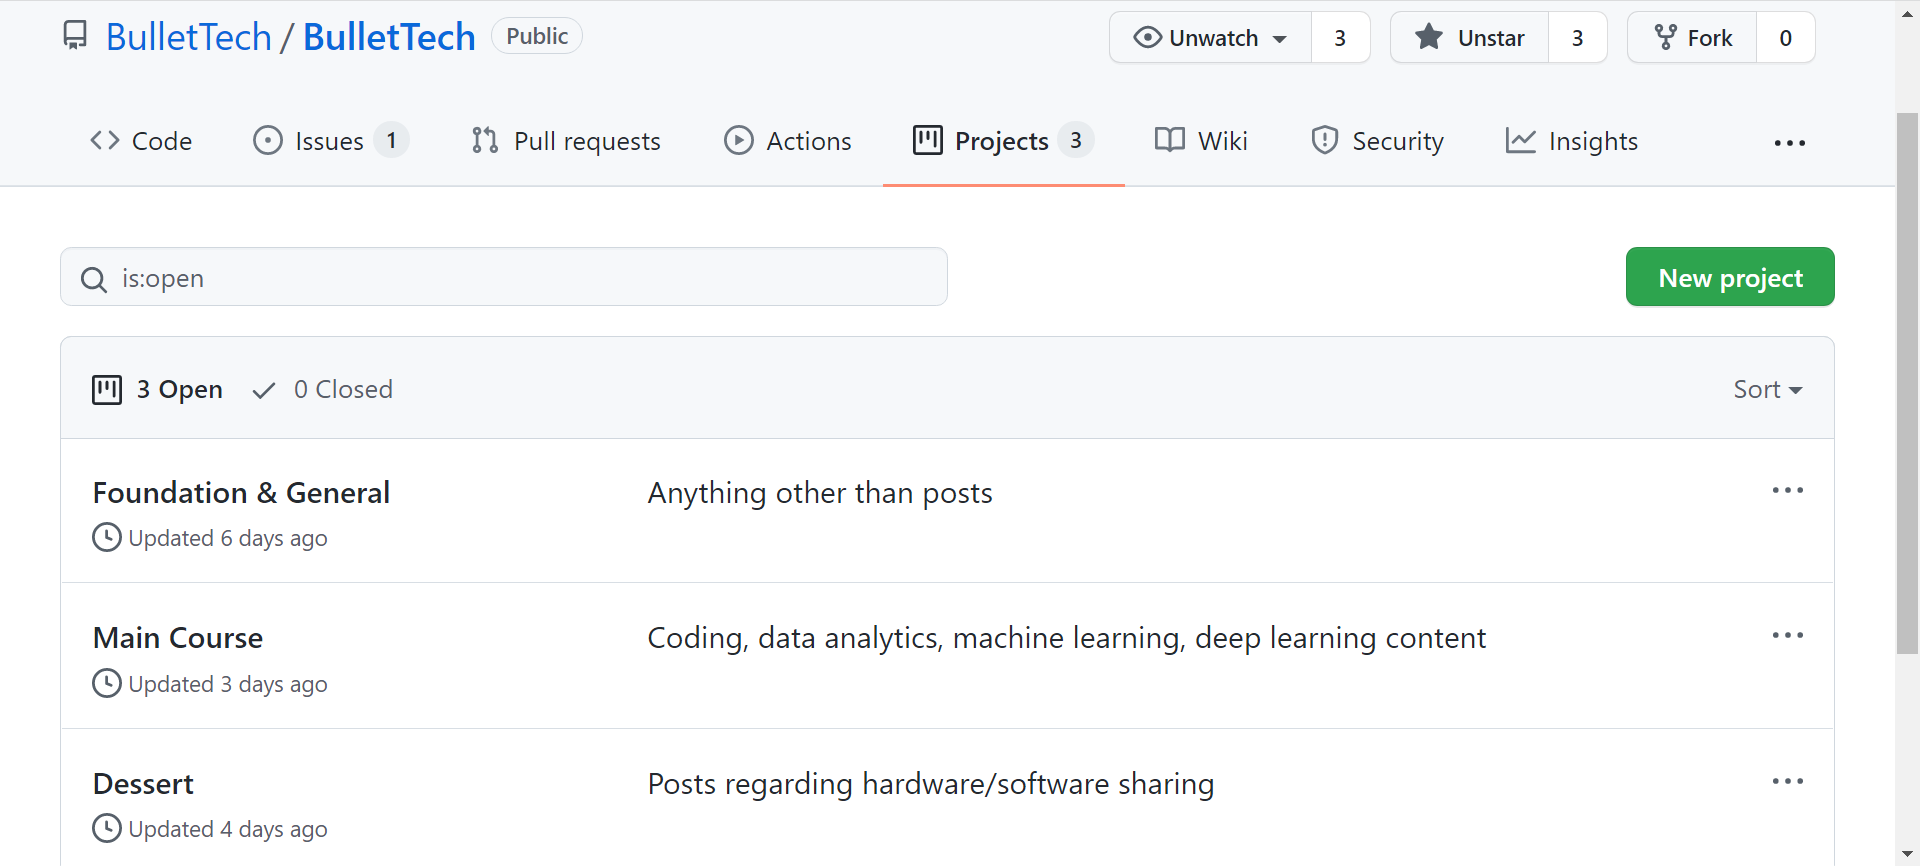 BulletTech / BulletTech Public Unwatch 3 Unstar 3 Fork 0
Code Issues 1 Pull requests Actions Projects 3 Wiki Security Insights
is:open New project
3 Open 0 Closed Sort
Foundation & General Anything other than posts
Updated 6 days ago
Main Course Coding, data analytics, machine learning, deep learning content
Updated 3 days ago
Dessert Posts regarding hardware/software sharing
Updated 4 days ago